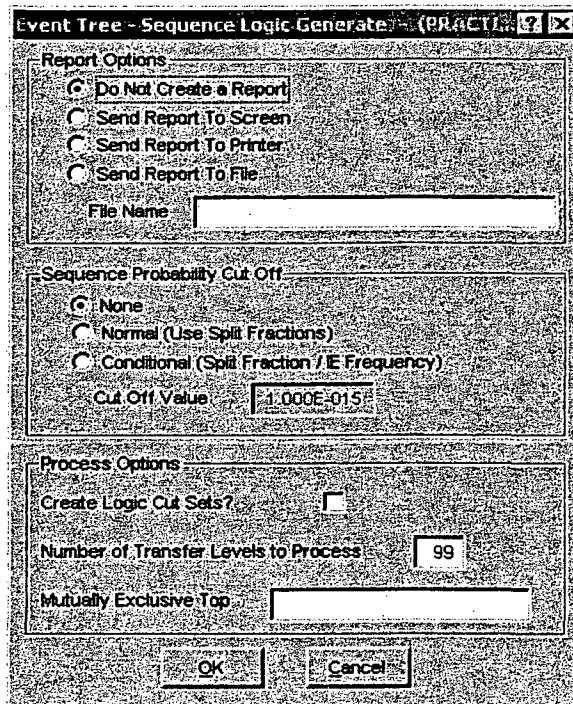 Event Tree - Sequence Logic Generate - (PRACTI...
Report Options
Do Not Create a Report
Send Report To Screen
Send Report To Printer
Send Report To File
File Name
Sequence Probability Cut Off
None
Normal (Use Split Fractions)
Conditional (Split Fraction / IE Frequency)
Cut Off Value 1.000E-015
Process Options
Create Logic Cut Sets?
Number of Transfer Levels to Process 99
Mutually Exclusive Top
OK Cancel